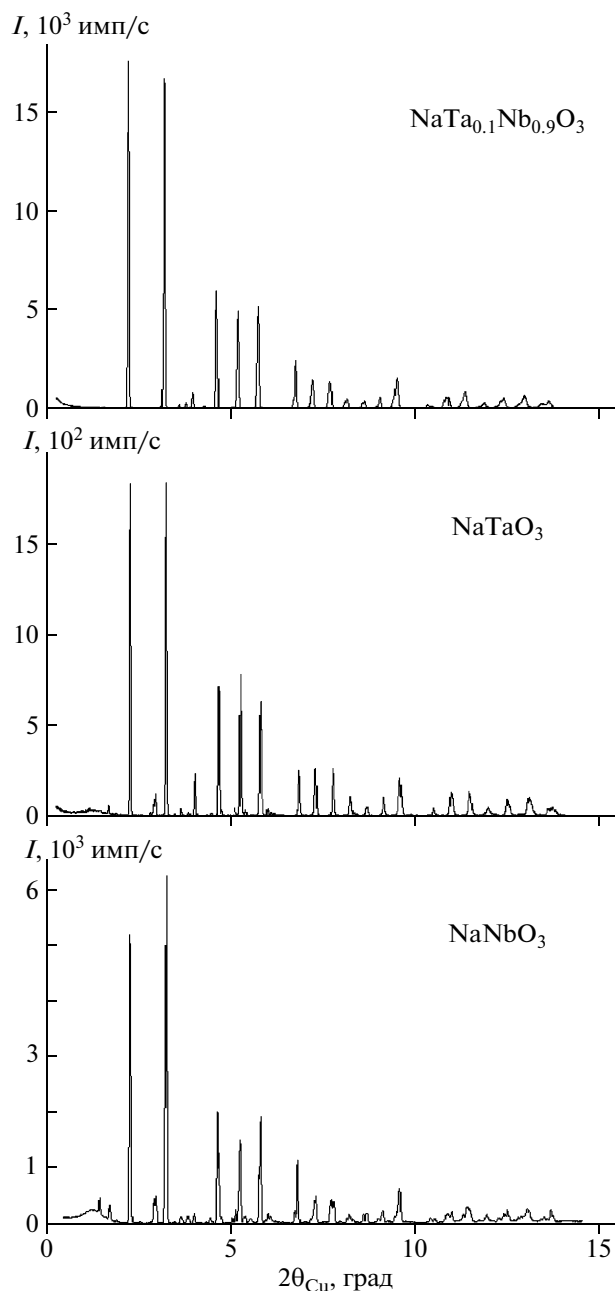 I, 10³ имп/с
NaTa₀.₁Nb₀.₉O₃
15
10
5
0
I, 10² имп/с
NaTaO₃
15
10
5
0
I, 10³ имп/с
NaNbO₃
6
3
1
0
0 5 10 15
2θCu, град